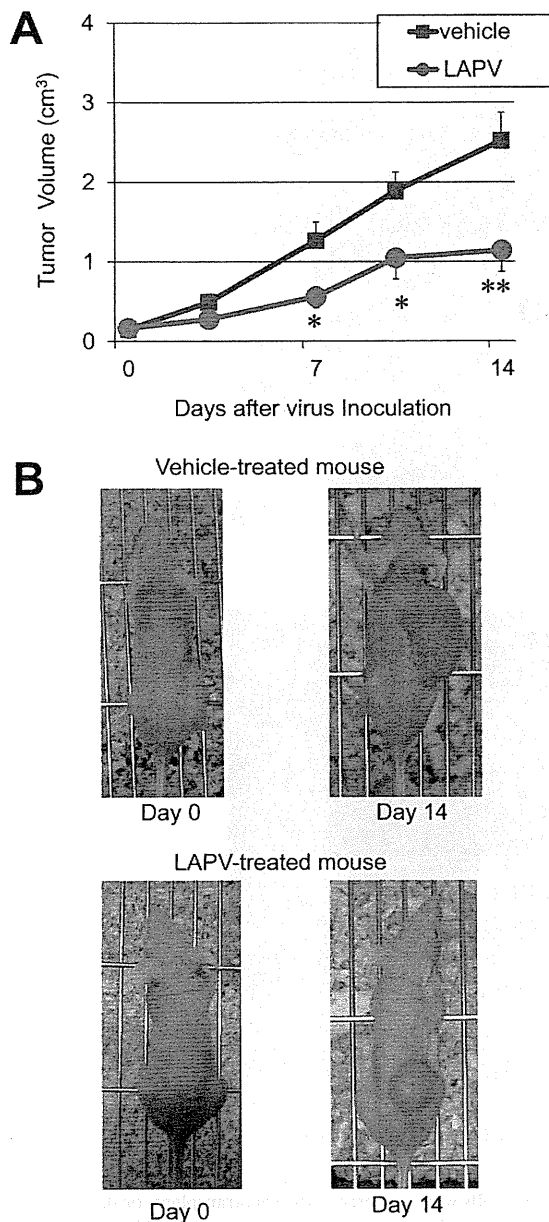 A
4
3
2
1
0
Tumor Volume (cm³)
vehicle
LAPV
*
*
**
0
7
14
Days after virus Inoculation
B
Vehicle-treated mouse
Day 0
Day 14
LAPV-treated mouse
Day 0
Day 14